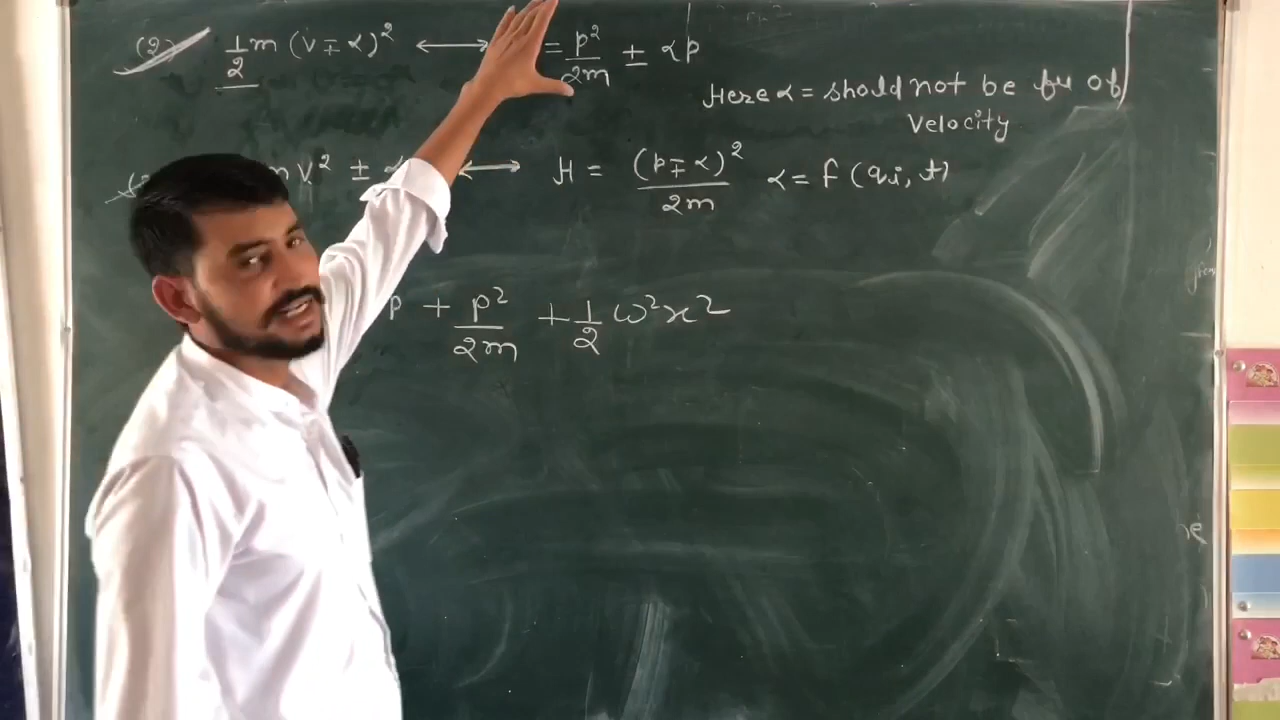 (2) 1/2 m (v ∓ α)² ⟷ = p²/2m ± αp
Here α = should not be fu of
velocity
mv² ± α ⟷ H = (p ∓ α)²/2m α = f(qi, t)
p + p²/2m + 1/2 ω²x²